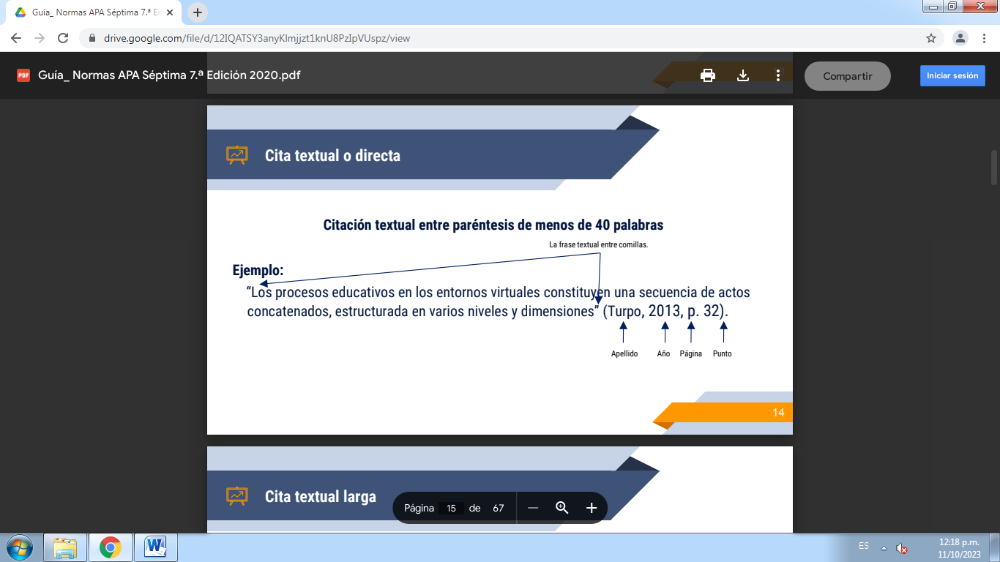 Guía_ Normas APA Séptima 7.ª E
drive.google.com/file/d/12IQATSY3anyKlmjjzt1knU8PzIpVUspz/view
PDF Guía_ Normas APA Séptima 7.ª Edición 2020.pdf
Compartir
Iniciar sesión
Cita textual o directa
Citación textual entre paréntesis de menos de 40 palabras
La frase textual entre comillas.
Ejemplo:
“Los procesos educativos en los entornos virtuales constituyen una secuencia de actos
concatenados, estructurada en varios niveles y dimensiones” (Turpo, 2013, p. 32).
Apellido Año Página Punto
14
Cita textual larga
Página 15 de 67
ES
12:18 p.m.
11/10/2023